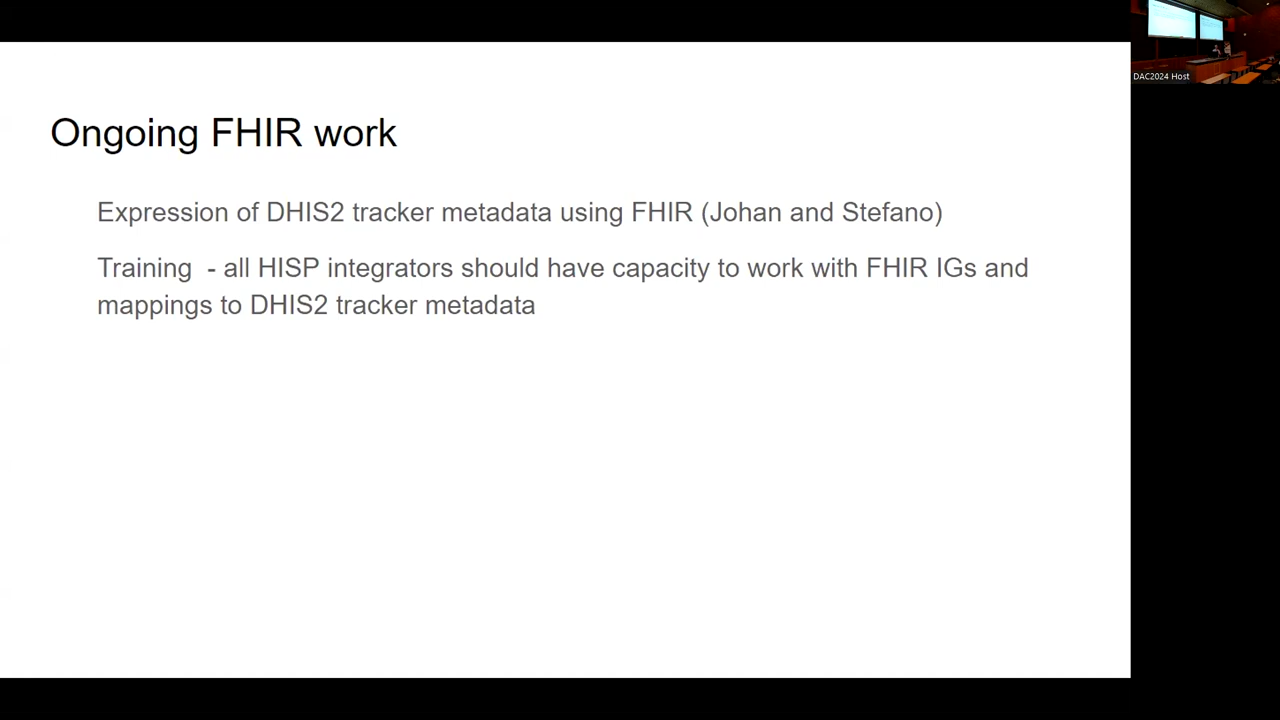 Ongoing FHIR work
Expression of DHIS2 tracker metadata using FHIR (Johan and Stefano)
Training  - all HISP integrators should have capacity to work with FHIR IGs and
mappings to DHIS2 tracker metadata
DAC2024 Host